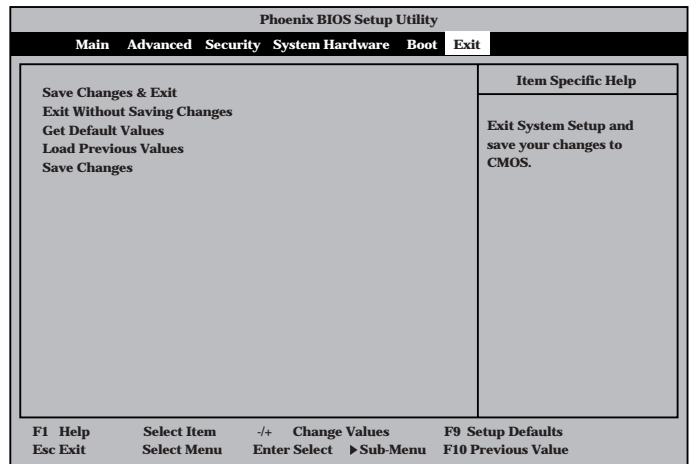 Phoenix BIOS Setup Utility
Main Advanced Security System Hardware Boot Exit
Save Changes & Exit
Exit Without Saving Changes
Get Default Values
Load Previous Values
Save Changes
Item Specific Help
Exit System Setup and
save your changes to
CMOS.
F1 Help Select Item -/+ Change Values F9 Setup Defaults
Esc Exit Select Menu Enter Select ▶Sub-Menu F10 Previous Value